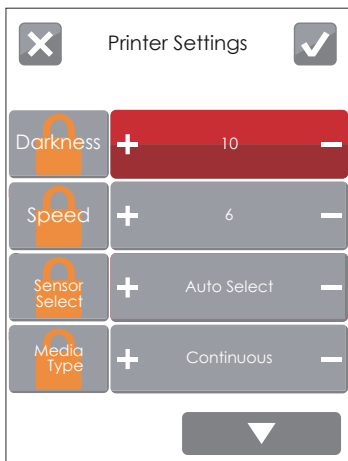 Printer Settings
Darkness + 10 -
Speed + 6 -
Sensor
Select + Auto Select -
Media
Type + Continuous -